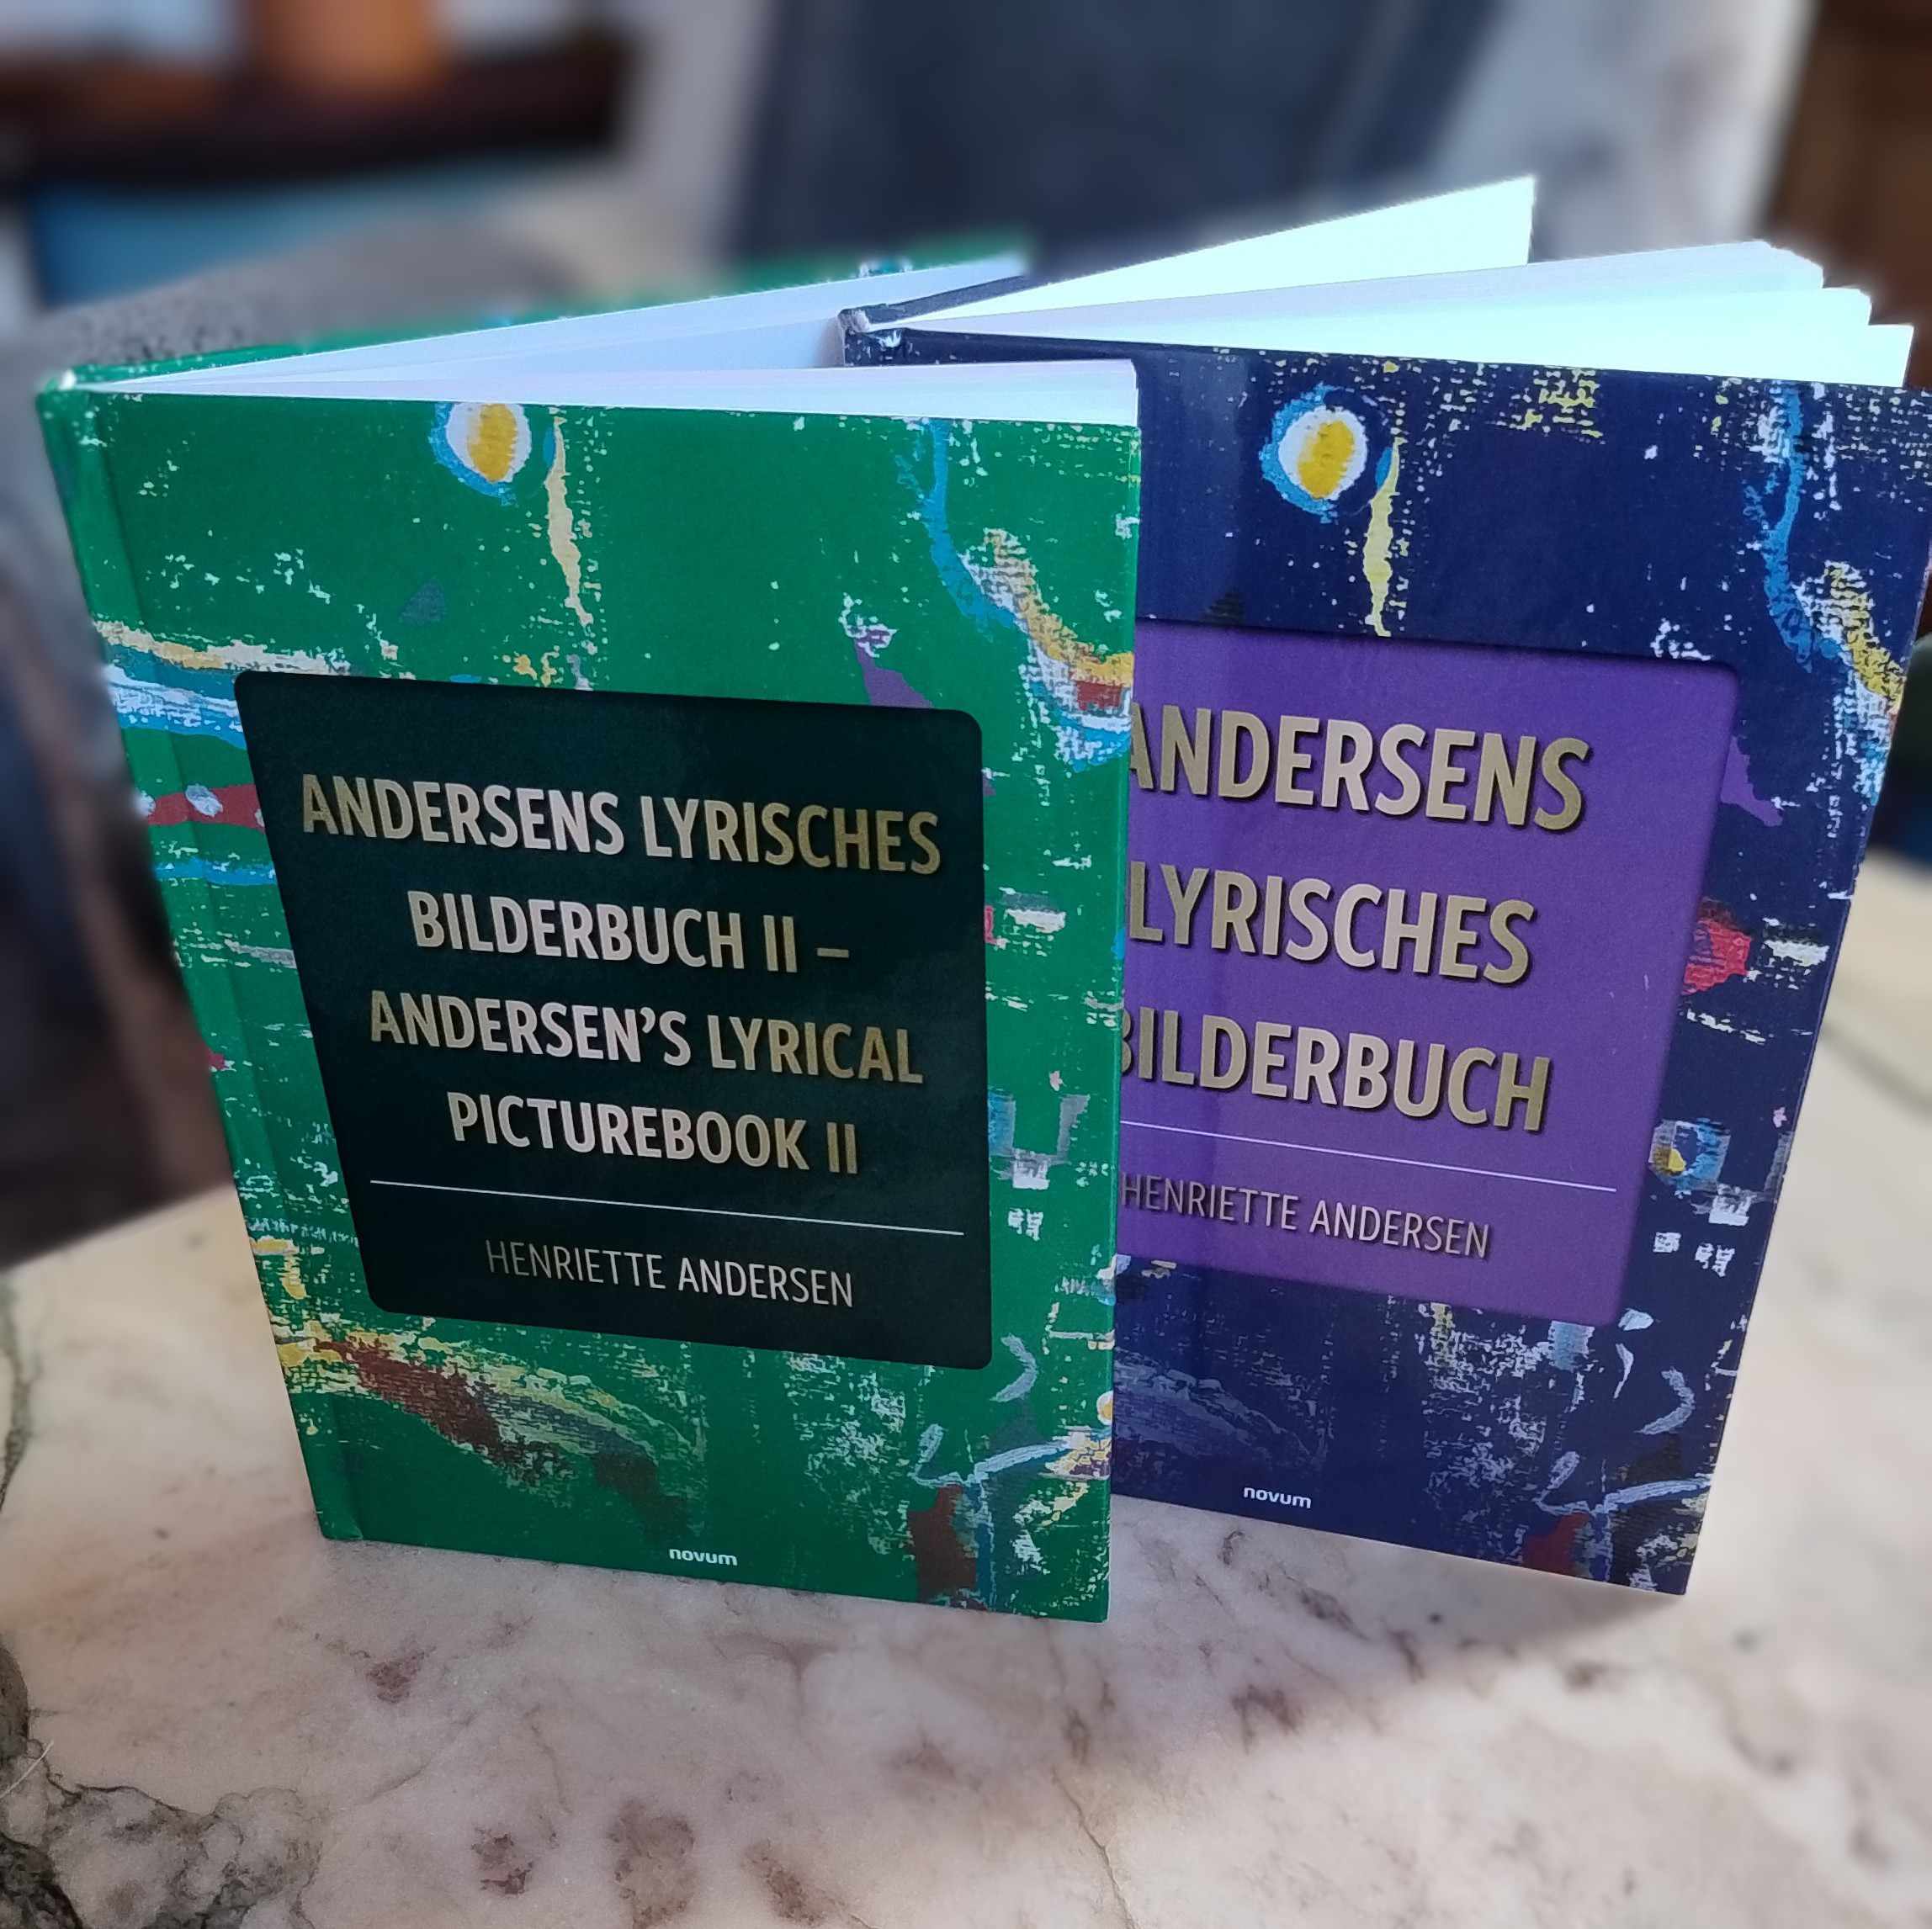 ANDERSENS LYRISCHES
BILDERBUCH II –
ANDERSEN'S LYRICAL
PICTUREBOOK II
HENRIETTE ANDERSEN
novum
ANDERSENS
LYRISCHES
BILDERBUCH
HENRIETTE ANDERSEN
novum